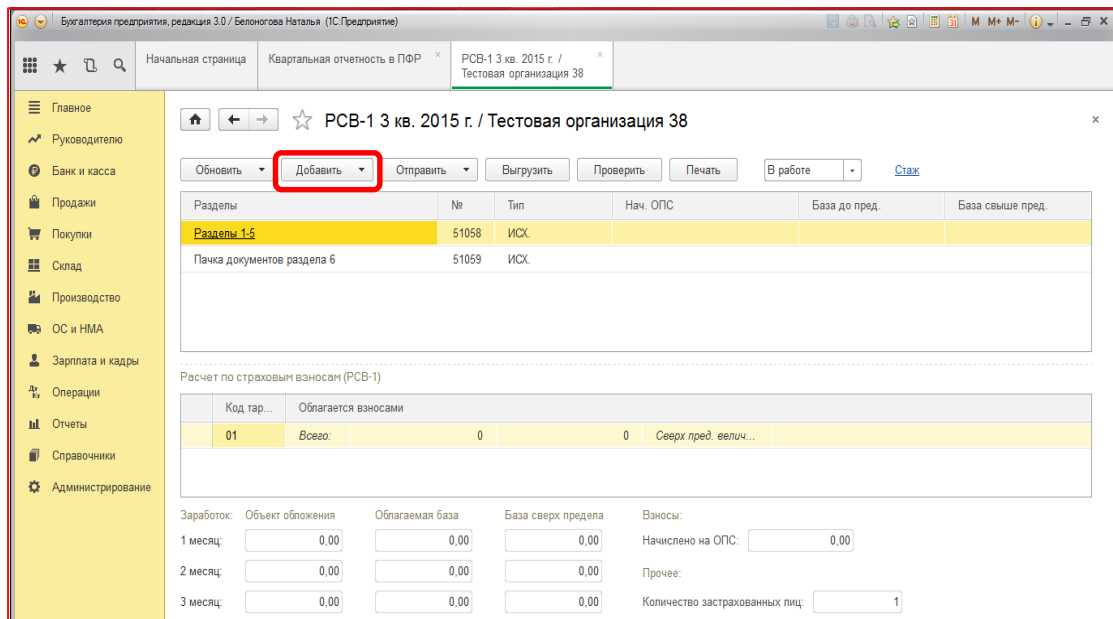 Бухгалтерия предприятия, редакция 3.0 / Белоногова Наталья (1С:Предприятие)
M M+ M-
Начальная страница
Квартальная отчетность в ПФР
РСВ-1 3 кв. 2015 г. /
Тестовая организация 38
Главное
Руководителю
Банк и касса
Продажи
Покупки
Склад
Производство
ОС и НМА
Зарплата и кадры
Дт Кт Операции
Отчеты
Справочники
Администрирование
РСВ-1 3 кв. 2015 г. / Тестовая организация 38
Обновить Добавить Отправить Выгрузить Проверить Печать В работе Стаж
Разделы № Тип Нач. ОПС База до пред. База свыше пред.
Разделы 1-5 51058 ИСХ.
Пачка документов раздела 6 51059 ИСХ.
Расчет по страховым взносам (РСВ-1)
Код тар... Облагается взносами
01 Всего: 0 0 Сверх пред. велич...
Заработок: Объект обложения Облагаемая база База сверх предела Взносы:
1 месяц: 0,00 0,00 0,00 Начислено на ОПС: 0,00
2 месяц: 0,00 0,00 0,00 Прочее:
3 месяц: 0,00 0,00 0,00 Количество застрахованных лиц: 1